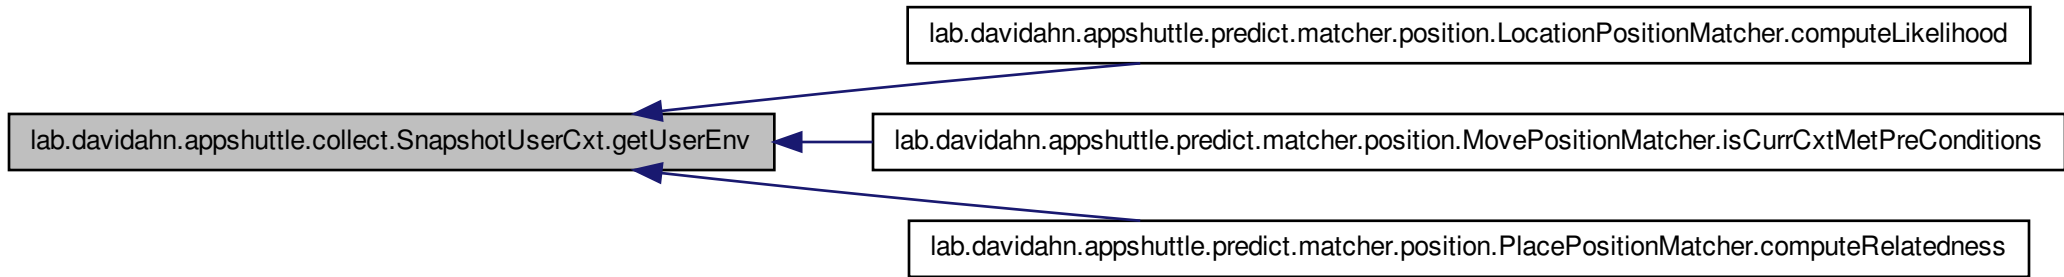 lab.davidahn.appshuttle.predict.matcher.position.LocationPositionMatcher.computeLikelihood
lab.davidahn.appshuttle.collect.SnapshotUserCxt.getUserEnv
lab.davidahn.appshuttle.predict.matcher.position.MovePositionMatcher.isCurrCxtMetPreConditions
lab.davidahn.appshuttle.predict.matcher.position.PlacePositionMatcher.computeRelatedness